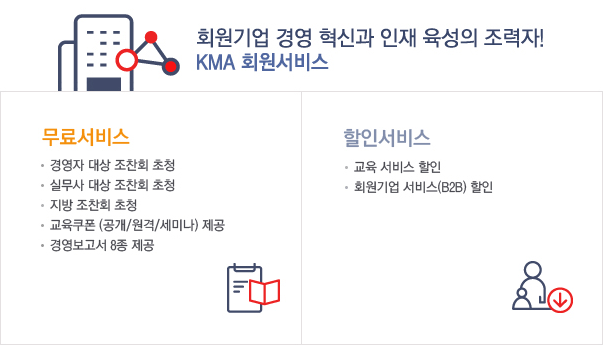 회원기업 경영 혁신과 인재 육성의 조력자!
KMA 회원서비스
무료서비스
• 경영자 대상 조찬회 초청
• 실무사 대상 조찬회 초청
• 지방 조찬회 초청
• 교육쿠폰 (공개/원격/세미나) 제공
• 경영보고서 8종 제공
할인서비스
• 교육 서비스 할인
• 회원기업 서비스(B2B) 할인